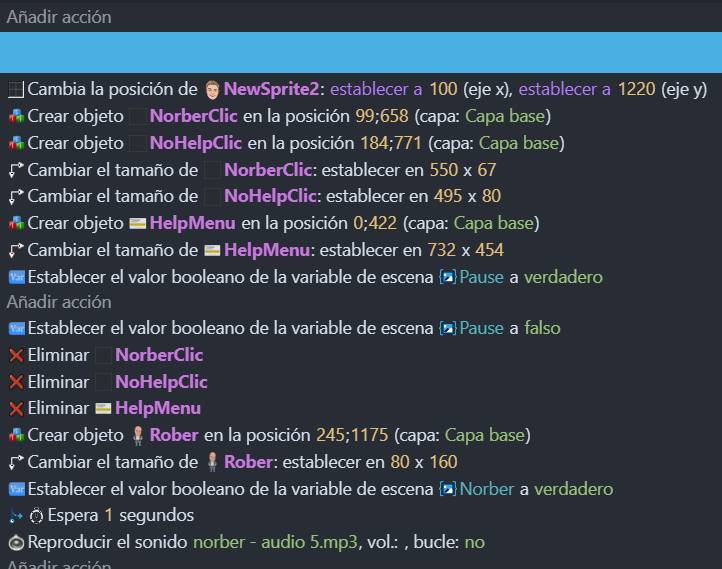 Añadir acción
Cambia la posición de NewSprite2: establecer a 100 (eje x), establecer a 1220 (eje y)
Crear objeto NorberClic en la posición 99;658 (capa: Capa base)
Crear objeto NoHelpClic en la posición 184;771 (capa: Capa base)
Cambiar el tamaño de NorberClic: establecer en 550 x 67
Cambiar el tamaño de NoHelpClic: establecer en 495 x 80
Crear objeto HelpMenu en la posición 0;422 (capa: Capa base)
Cambiar el tamaño de HelpMenu: establecer en 732 x 454
Var Establecer el valor booleano de la variable de escena Pause a verdadero
Añadir acción
Var Establecer el valor booleano de la variable de escena Pause a falso
Eliminar NorberClic
Eliminar NoHelpClic
Eliminar HelpMenu
Crear objeto Rober en la posición 245;1175 (capa: Capa base)
Cambiar el tamaño de Rober: establecer en 80 x 160
Var Establecer el valor booleano de la variable de escena Norber a verdadero
Espera 1 segundos
Reproducir el sonido norber - audio 5.mp3, vol.: , bucle: no
Añadir acción